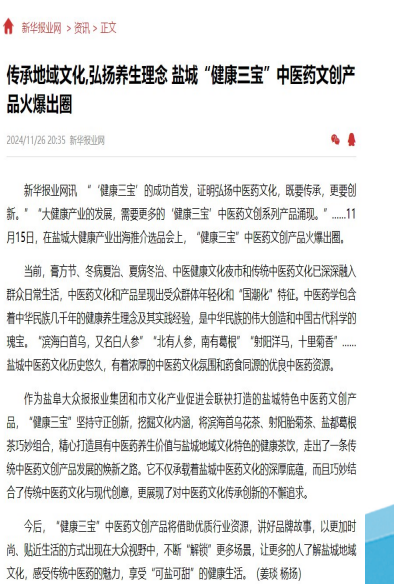 新华报业网 > 资讯 > 正文
传承地域文化,弘扬养生理念 盐城“健康三宝”中医药文创产
品火爆出圈
2024/11/26 20:35 新华报业网
新华报业网讯 “‘健康三宝’的成功首发，证明弘扬中医药文化，既要传承，更要创
新。”“大健康产业的发展，需要更多的‘健康三宝’中医药文创系列产品涌现。”……11
月15日，在盐城大健康产业出海推介选品会上，“健康三宝”中医药文创产品火爆出圈。
当前，膏方节、冬病夏治、夏病冬治、中医健康文化夜市和传统中医药文化已深深融入
群众日常生活，中医药文化和产品呈现出受众群体年轻化和“国潮化”特征。中医药学包含
着中华民族几千年的健康养生理念及其实践经验，是中华民族的伟大创造和中国古代科学的
瑰宝。“滨海白首乌，又名白人参”“北有人参，南有葛根”“射阳洋马，十里菊香”……
盐城中医药文化历史悠久，有着浓厚的中医药文化氛围和药食同源的优良中医药资源。
作为盐阜大众报报业集团和市文化产业促进会联袂打造的盐城特色中医药文创产
品，“健康三宝”坚持守正创新，挖掘文化内涵，将滨海首乌花茶、射阳胎菊茶、盐都葛根
茶巧妙组合，精心打造具有中医药养生价值与盐城地域文化特色的健康茶饮，走出了一条传
统中医药文创产品发展的焕新之路。它不仅承载着盐城中医药文化的深厚底蕴，而且巧妙结
合了传统中医药文化与现代创意，更展现了对中医药文化传承创新的不懈追求。
今后，“健康三宝”中医药文创产品将借助优质行业资源，讲好品牌故事，以更加时
尚、贴近生活的方式出现在大众视野中，不断“解锁”更多场景，让更多的人了解盐城地域
文化，感受传统中医药的魅力，享受“可盐可甜”的健康生活。（姜琰 杨扬）